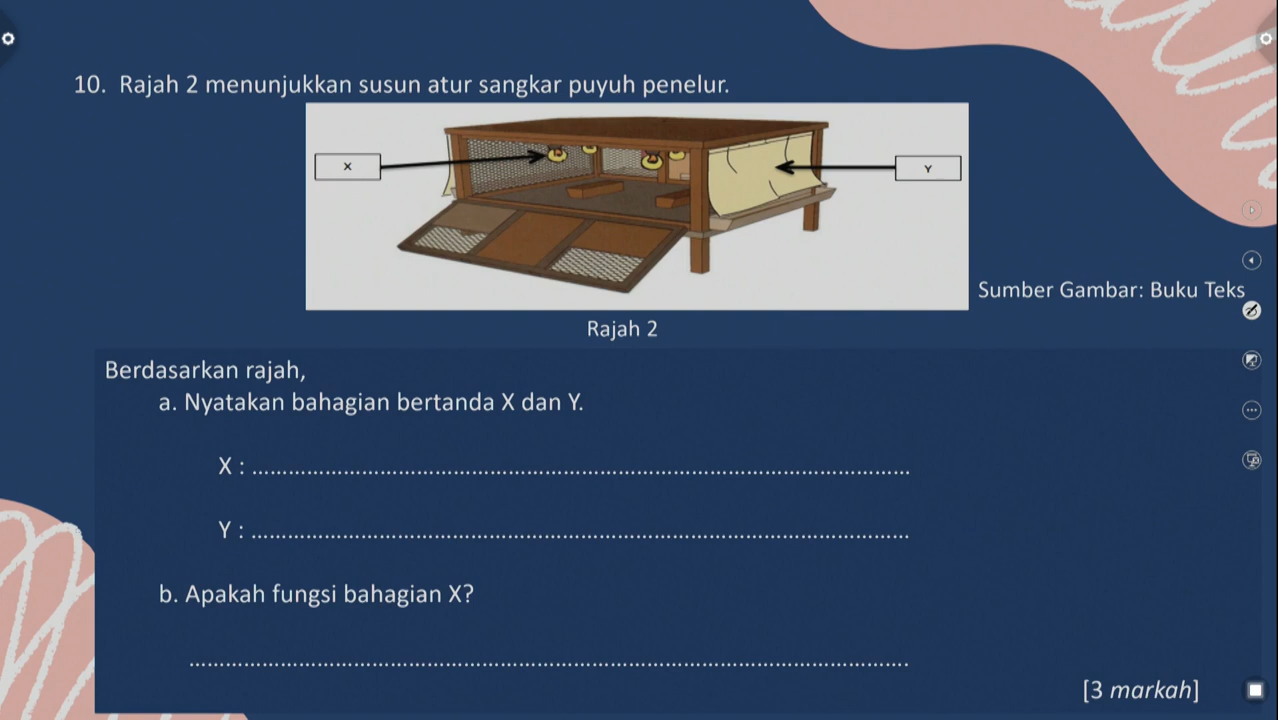 10. Rajah 2 menunjukkan susun atur sangkar puyuh penelur.
X
Y
Sumber Gambar: Buku Teks
Rajah 2
Berdasarkan rajah,
a. Nyatakan bahagian bertanda X dan Y.
X : ............................................................................................................
Y : ............................................................................................................
b. Apakah fungsi bahagian X?
......................................................................................................................
[3 markah]